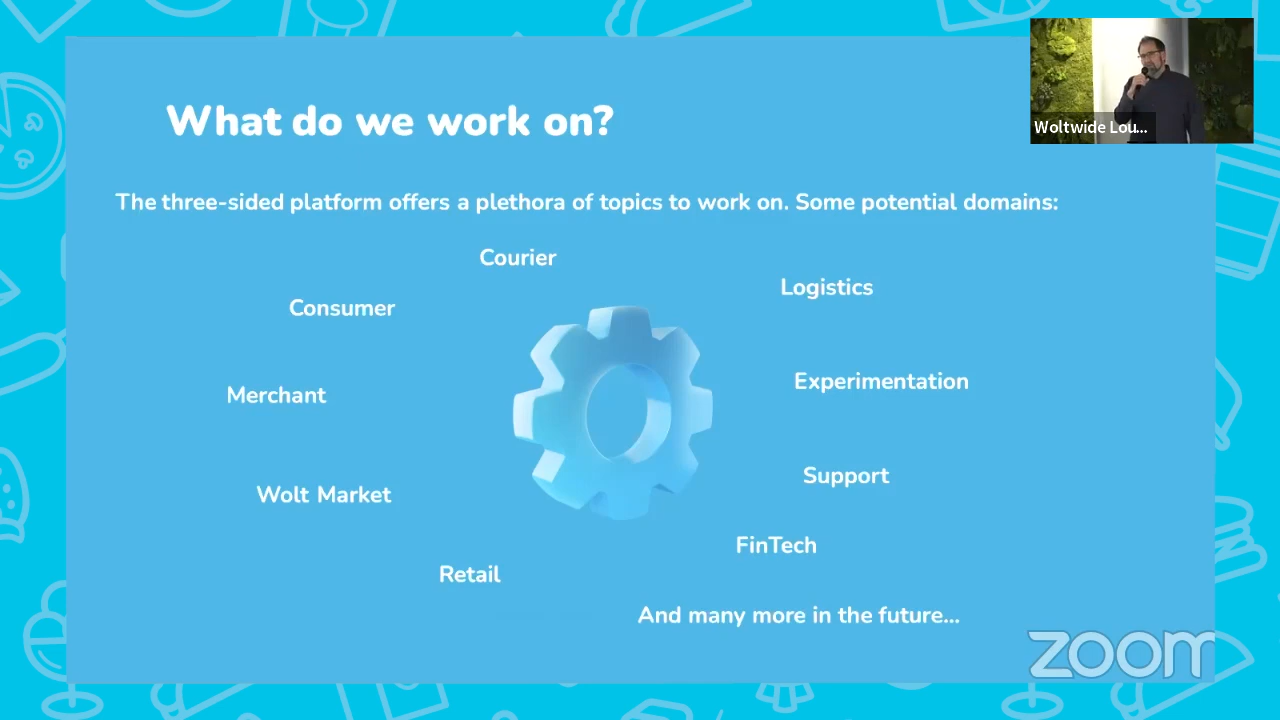 What do we work on?
Woltwide Lou...
The three-sided platform offers a plethora of topics to work on. Some potential domains:
Courier
Logistics
Consumer
Experimentation
Merchant
Support
Wolt Market
FinTech
Retail
And many more in the future...
zoom